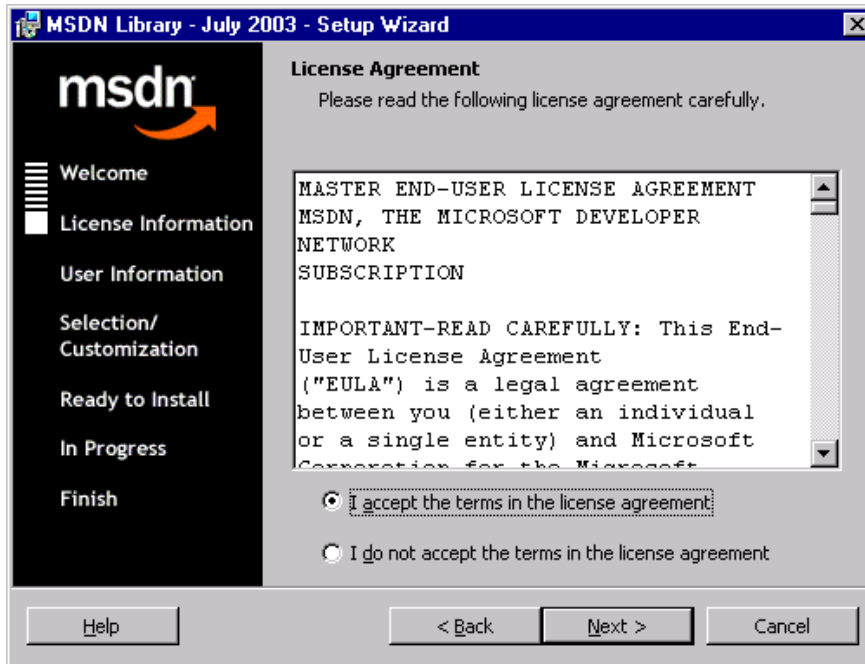 MSDN Library - July 2003 - Setup Wizard
msdn
Welcome
License Information
User Information
Selection/
Customization
Ready to Install
In Progress
Finish
License Agreement
Please read the following license agreement carefully.
MASTER END-USER LICENSE AGREEMENT
MSDN, THE MICROSOFT DEVELOPER
NETWORK
SUBSCRIPTION
IMPORTANT-READ CAREFULLY: This End-
User License Agreement
("EULA") is a legal agreement
between you (either an individual
or a single entity) and Microsoft
Corporation for the Microsoft
I accept the terms in the license agreement
I do not accept the terms in the license agreement
Help
< Back
Next >
Cancel